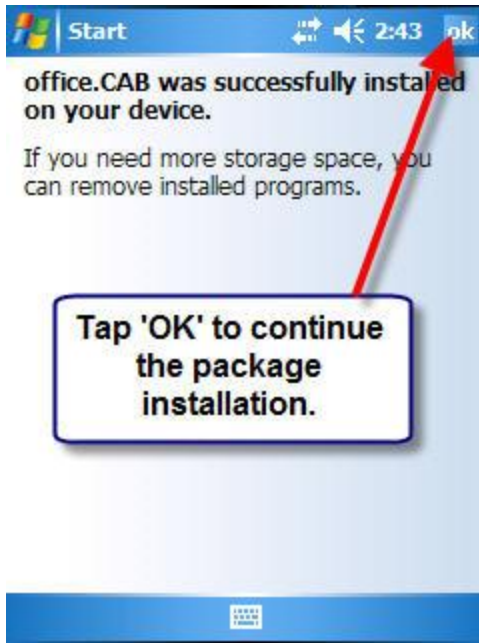 Start 2:43 ok
office.CAB was successfully installed
on your device.
If you need more storage space, you
can remove installed programs.
Tap 'OK' to continue
the package
installation.